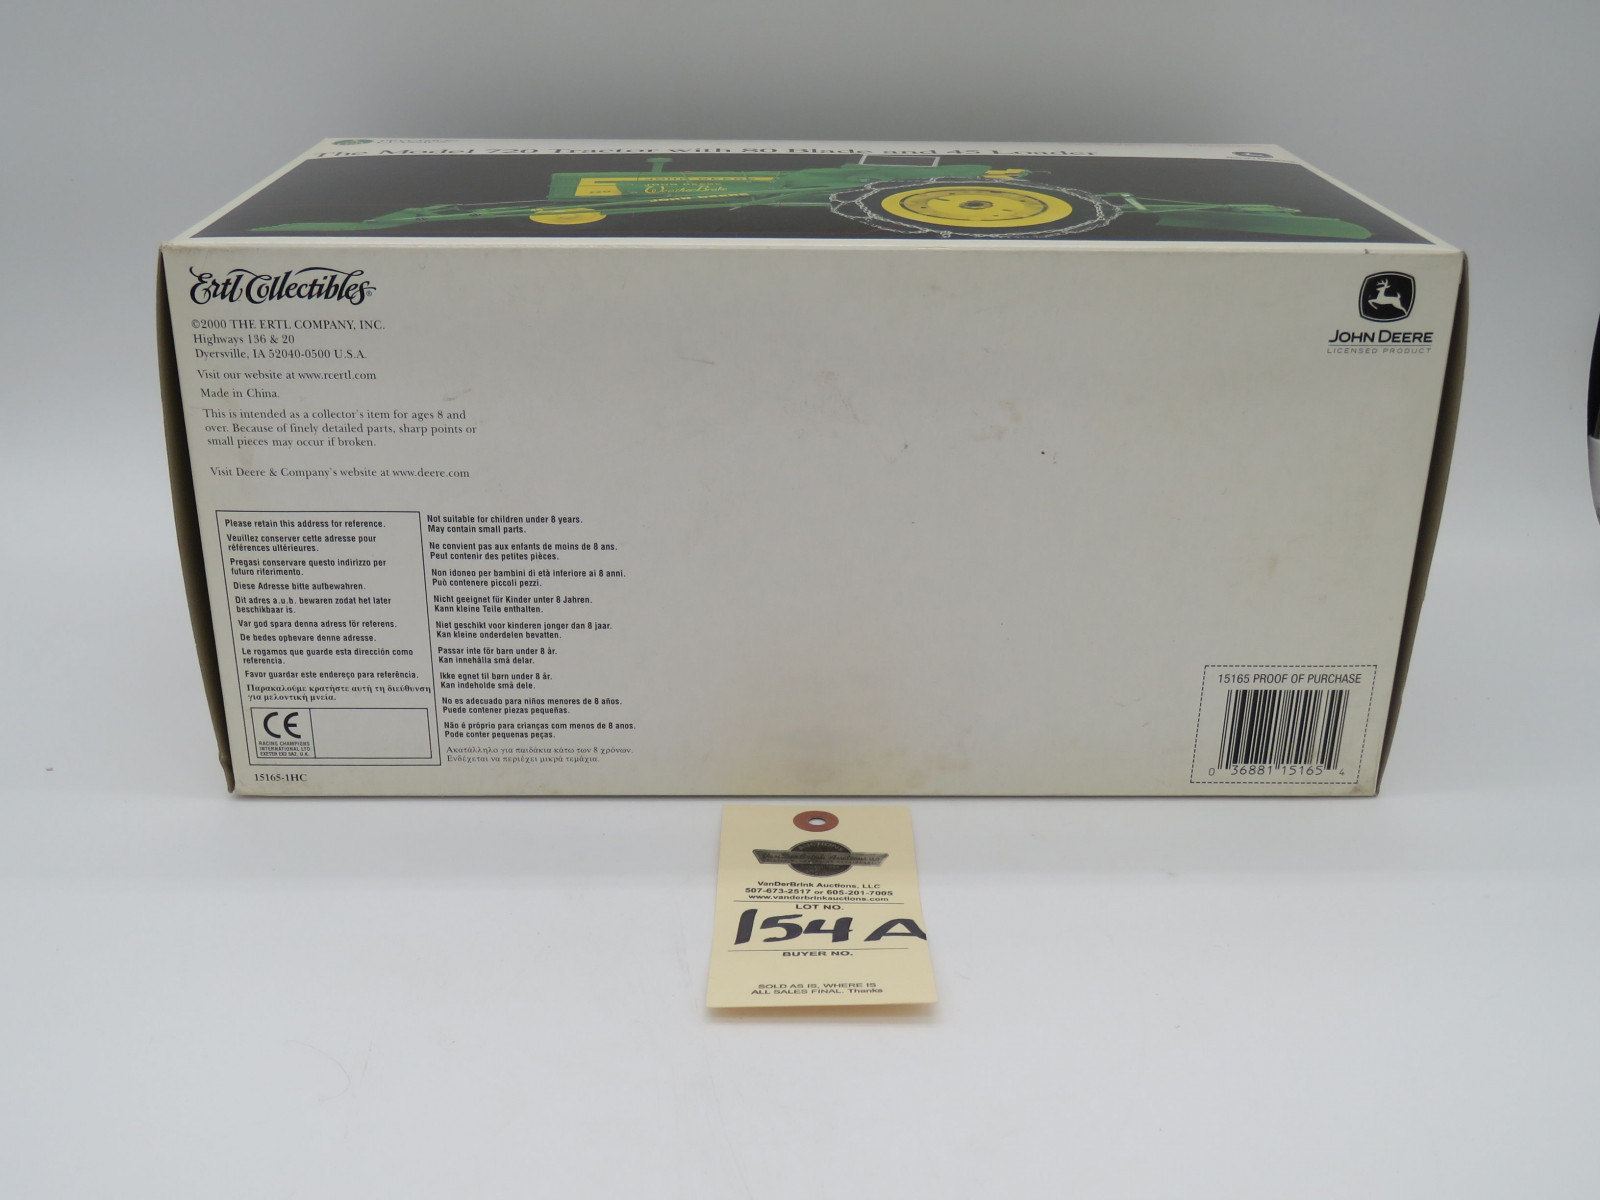 The Model 720 Tractor with 80 Blade and 45 Loader
JOHN DEERE
Ertl Collectibles®
©2000 THE ERTL COMPANY, INC.
Highways 136 & 20
Dyersville, IA 52040-0500 U.S.A.
Visit our website at www.rcertl.com
Made in China.
This is intended as a collector's item for ages 8 and
over. Because of finely detailed parts, sharp points or
small pieces may occur if broken.
Visit Deere & Company's website at www.deere.com
JOHN DEERE
LICENSED PRODUCT
Please retain this address for reference.
Veuillez conserver cette adresse pour
références ultérieures.
Pregasi conservare questo indirizzo per
futuro riferimento.
Diese Adresse bitte aufbewahren.
Dit adres a.u.b. bewaren zodat het later
beschikbaar is.
Var god spara denna adress för referens.
De bedes opbevare denne adresse.
Le rogamos que guarde esta dirección como
referencia.
Favor guardar este endereço para referência.
Παρακαλούμε κρατήστε αυτή τη διεύθυνση
για μελοντική μνεία.
CE
RACING CHAMPIONS
INTERNATIONAL LTD
EXETER EX2 U.K.
15165-1HC
Not suitable for children under 8 years.
May contain small parts.
Ne convient pas aux enfants de moins de 8 ans.
Peut contenir des petites pièces.
Non idoneo per bambini di età inferiore ai 8 anni.
Può contenere piccoli pezzi.
Nicht geeignet für Kinder unter 8 Jahren.
Kann kleine Teile enthalten.
Niet geschikt voor kinderen jonger dan 8 jaar.
Kan kleine onderdelen bevatten.
Passar inte för barn under 8 år.
Kan innehålla små delar.
Ikke egnet til børn under 8 år.
Kan indeholde små dele.
No es adecuado para niños menores de 8 años.
Puede contener piezas pequeñas.
Não é próprio para crianças com menos de 8 anos.
Pode conter pequenas peças.
Ακατάλληλο για παιδάκια κάτω των 8 χρόνων.
Ενδέχεται να περιέχει μικρά τεμάχια.
15165 PROOF OF PURCHASE
0 36881 15165 4
VanDerBrink Auctions, LLC
507-673-2517 or 605-201-7005
www.vanderbrinkauctions.com
LOT NO.
154A
BUYER NO.
SOLD AS IS, WHERE IS
ALL SALES FINAL. Thanks